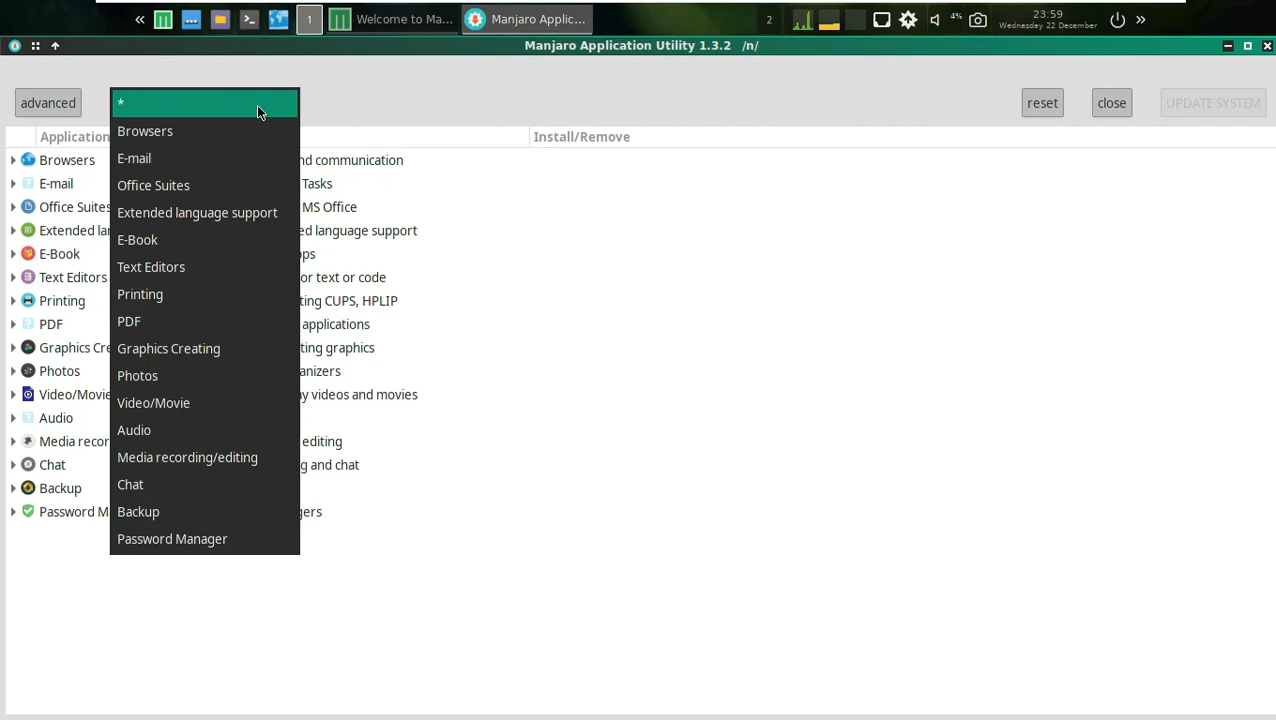 «
1
Welcome to Ma...
Manjaro Applic...
2
4%
23:59
Wednesday 22 December
»
Manjaro Application Utility 1.3.2 /n/
advanced
*
reset
close
UPDATE SYSTEM
Application
Install/Remove
Browsers
E-mail
Office Suites
Extended language support
E-Book
Text Editors
Printing
PDF
Graphics Creating
Photos
Video/Movie
Audio
Media recording/editing
Chat
Backup
Password Manager
Browsers nd communication
E-mail Tasks
Office Suites MS Office
Extended lan ed language support
E-Book ps
Text Editors or text or code
Printing ting CUPS, HPLIP
PDF applications
Graphics Cre ting graphics
Photos anizers
Video/Movie y videos and movies
Audio
Media recor editing
Chat g and chat
Backup
Password M gers